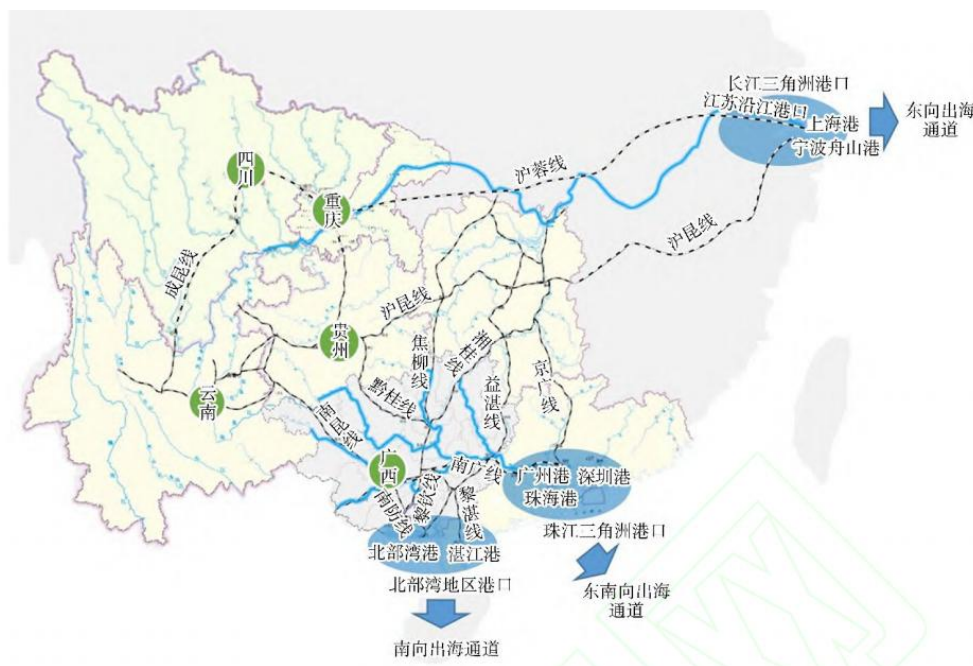 长江三角洲港口
江苏沿江港口
上海港
宁波舟山港
东向出海
通道
四川
重庆
沪蓉线
沪昆线
成昆线
沪昆线
贵州
焦柳线
湘桂线
京广线
益湛线
云南
黔桂线
南昆线
广西
南广线
广州港
深圳港
珠海港
南防线
黎钦线
黎湛线
珠江三角洲港口
北部湾港
湛江港
北部湾地区港口
东南向出海
通道
南向出海通道